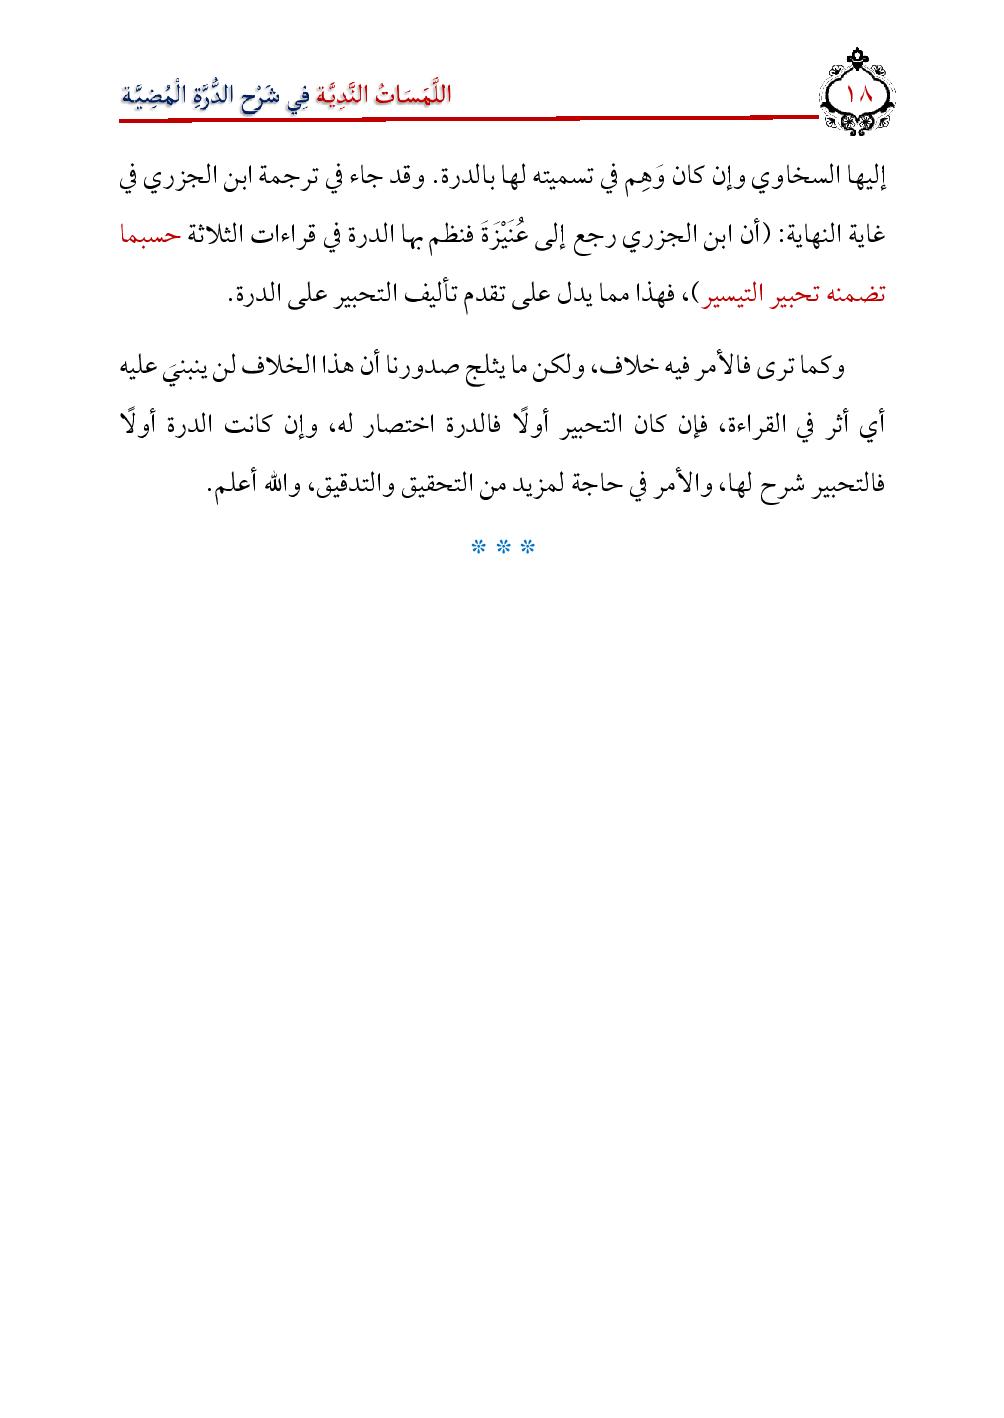 ١٨
اللَّمَسَاتُ النَّدِيَّة فِي شَرْح الدُّرَّةِ الْمُضِيَّة
إليها السخاوي وإن كان وَهِم في تسميته لها بالدرة. وقد جاء في ترجمة ابن الجزري في
غاية النهاية: (أن ابن الجزري رجع إلى عُنَيْزَةَ فنظم بها الدرة في قراءات الثلاثة حسبما
تضمنه تحبير التيسير)، فهذا مما يدل على تقدم تأليف التحبير على الدرة.
وكما ترى فالأمر فيه خلاف، ولكن ما يثلج صدورنا أن هذا الخلاف لن ينبنيَ عليه
أي أثر في القراءة، فإن كان التحبير أولًا فالدرة اختصار له، وإن كانت الدرة أولًا
فالتحبير شرح لها، والأمر في حاجة لمزيد من التحقيق والتدقيق، والله أعلم.
* * *